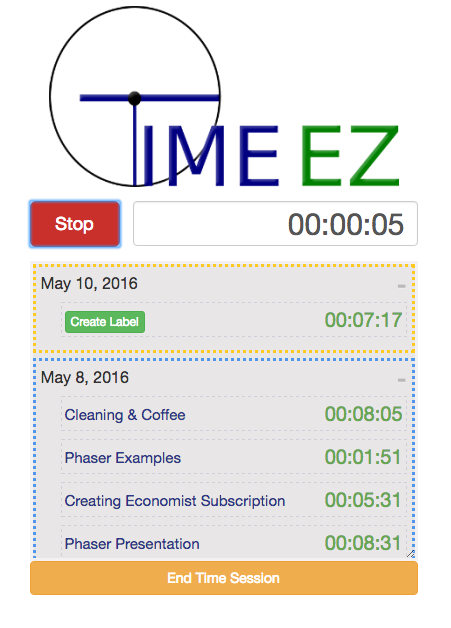 TIME EZ
Stop 00:00:05
May 10, 2016 -
Create Label 00:07:17
May 8, 2016 -
Cleaning & Coffee 00:08:05
Phaser Examples 00:01:51
Creating Economist Subscription 00:05:31
Phaser Presentation 00:08:31
End Time Session